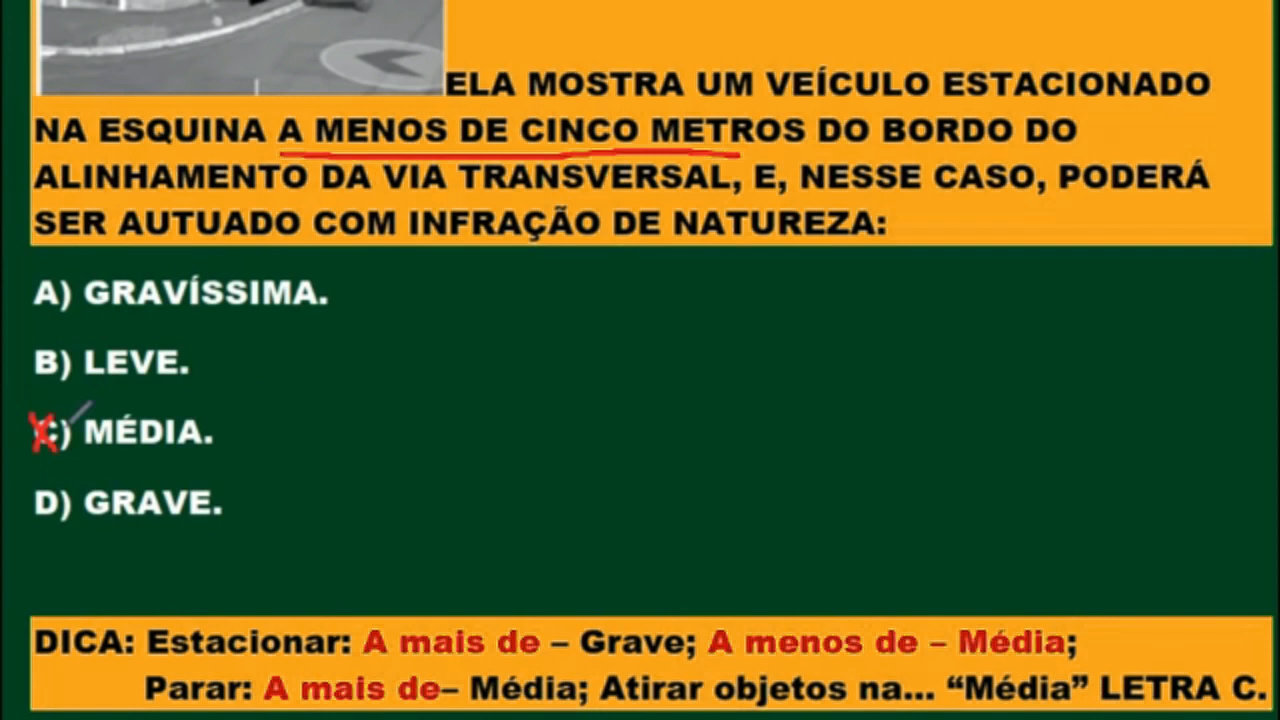 ELA MOSTRA UM VEÍCULO ESTACIONADO
NA ESQUINA A MENOS DE CINCO METROS DO BORDO DO
ALINHAMENTO DA VIA TRANSVERSAL, E, NESSE CASO, PODERÁ
SER AUTUADO COM INFRAÇÃO DE NATUREZA:
A) GRAVÍSSIMA.
B) LEVE.
C) MÉDIA.
D) GRAVE.
DICA: Estacionar: A mais de – Grave; A menos de – Média;
Parar: A mais de– Média; Atirar objetos na... “Média” LETRA C.